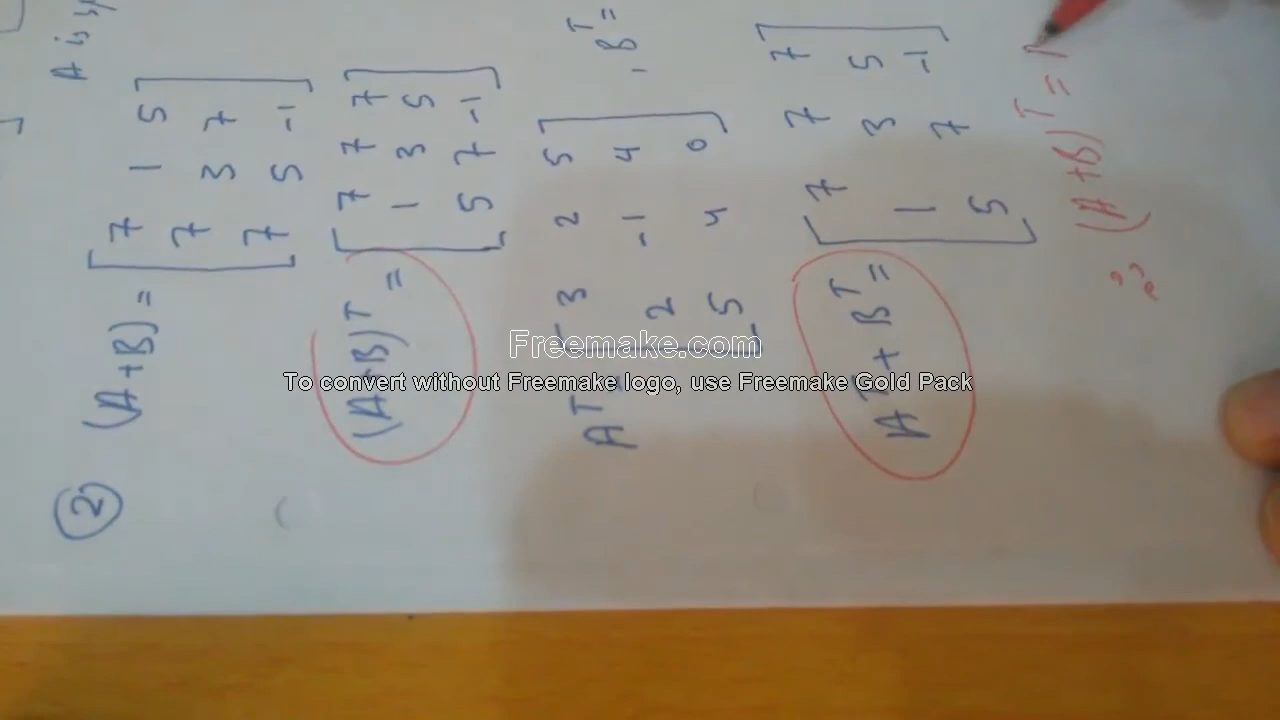 A is sy
② (A+B) = [7 1 5
7 3 7
7 5 -1]
(A+B)ᵀ = [7 7 7
1 3 5
5 7 -1]
Aᵀ = [3 2 5
2 -1 4
5 4 0] , Bᵀ =
Aᵀ + Bᵀ = [7 7 7
1 3 5
5 7 -1]
∴ (A+B)ᵀ =
Freemake.com
To convert without Freemake logo, use Freemake Gold Pack